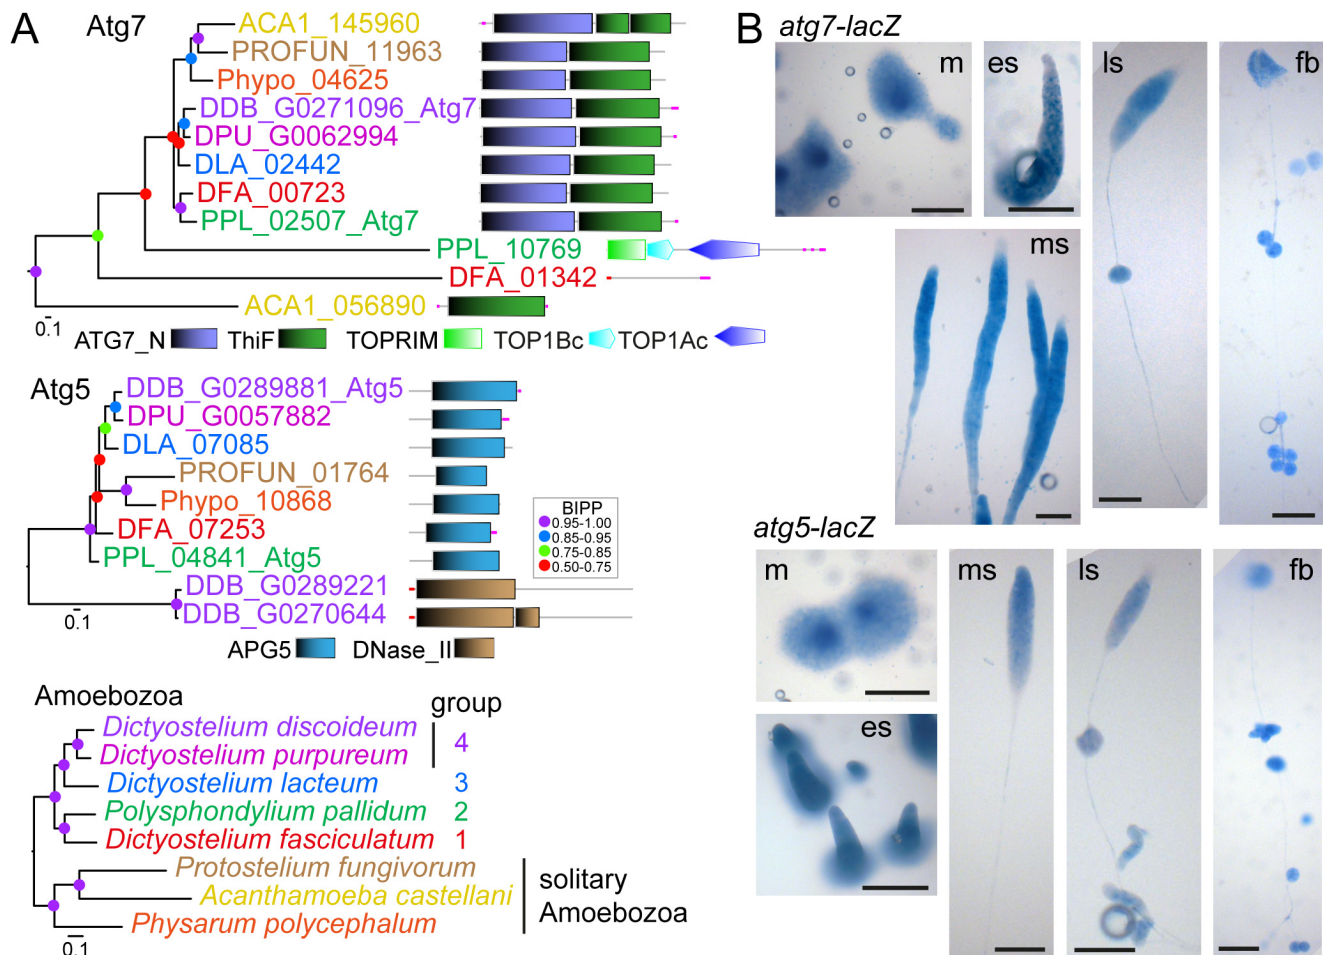 A
Atg7
ACA1_145960
PROFUN_11963
Phypo_04625
DDB_G0271096_Atg7
DPU_G0062994
DLA_02442
DFA_00723
PPL_02507_Atg7
PPL_10769
DFA_01342
ACA1_056890
0.1
ATG7_N ThiF TOPRIM TOP1Bc TOP1Ac
Atg5
DDB_G0289881_Atg5
DPU_G0057882
DLA_07085
PROFUN_01764
Phypo_10868
DFA_07253
PPL_04841_Atg5
DDB_G0289221
DDB_G0270644
0.1
BIPP
0.95-1.00
0.85-0.95
0.75-0.85
0.50-0.75
APG5 DNase_II
Amoebozoa
group
Dictyostelium discoideum
Dictyostelium purpureum
4
Dictyostelium lacteum 3
Polysphondylium pallidum 2
Dictyostelium fasciculatum 1
Protostelium fungivorum
Acanthamoeba castellani
Physarum polycephalum
solitary
Amoebozoa
0.1
B
atg7-lacZ
m
es
ls
fb
ms
atg5-lacZ
m
ms
ls
fb
es